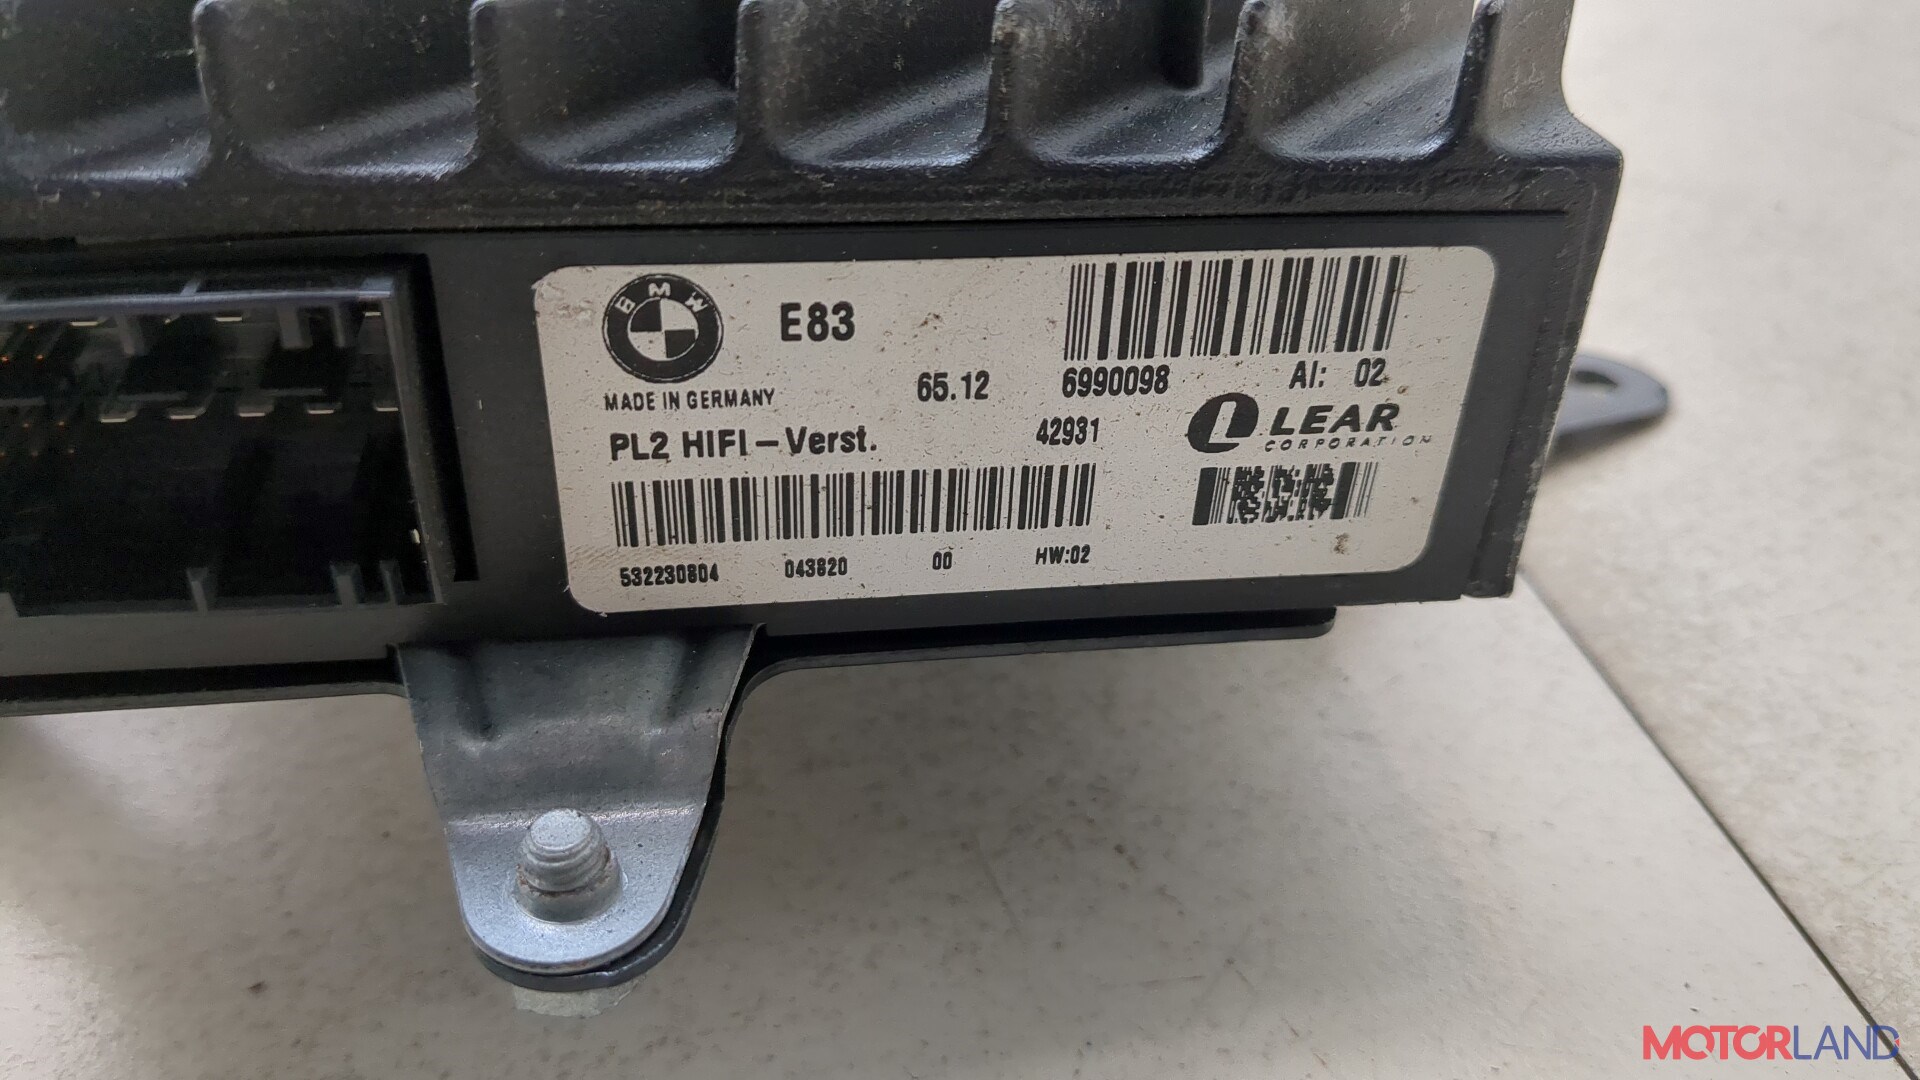 BMW E83
MADE IN GERMANY 65.12 6990098 AI: 02
PL2 HIFI – Verst. 42931 LEAR
CORPORATION
532230804 043820 00 HW:02
MOTORLAND